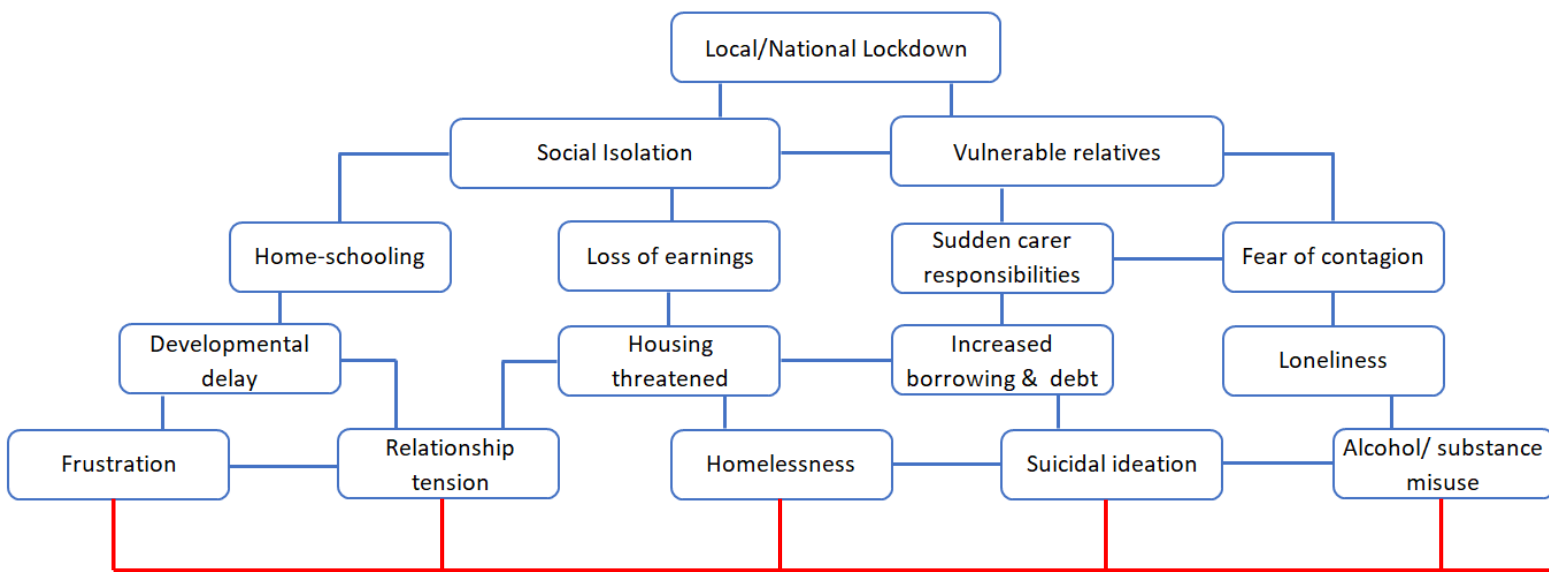 Local/National Lockdown
Social Isolation
Vulnerable relatives
Home-schooling
Loss of earnings
Sudden carer
responsibilities
Fear of contagion
Developmental
delay
Housing
threatened
Increased
borrowing & debt
Loneliness
Frustration
Relationship
tension
Homelessness
Suicidal ideation
Alcohol/ substance
misuse